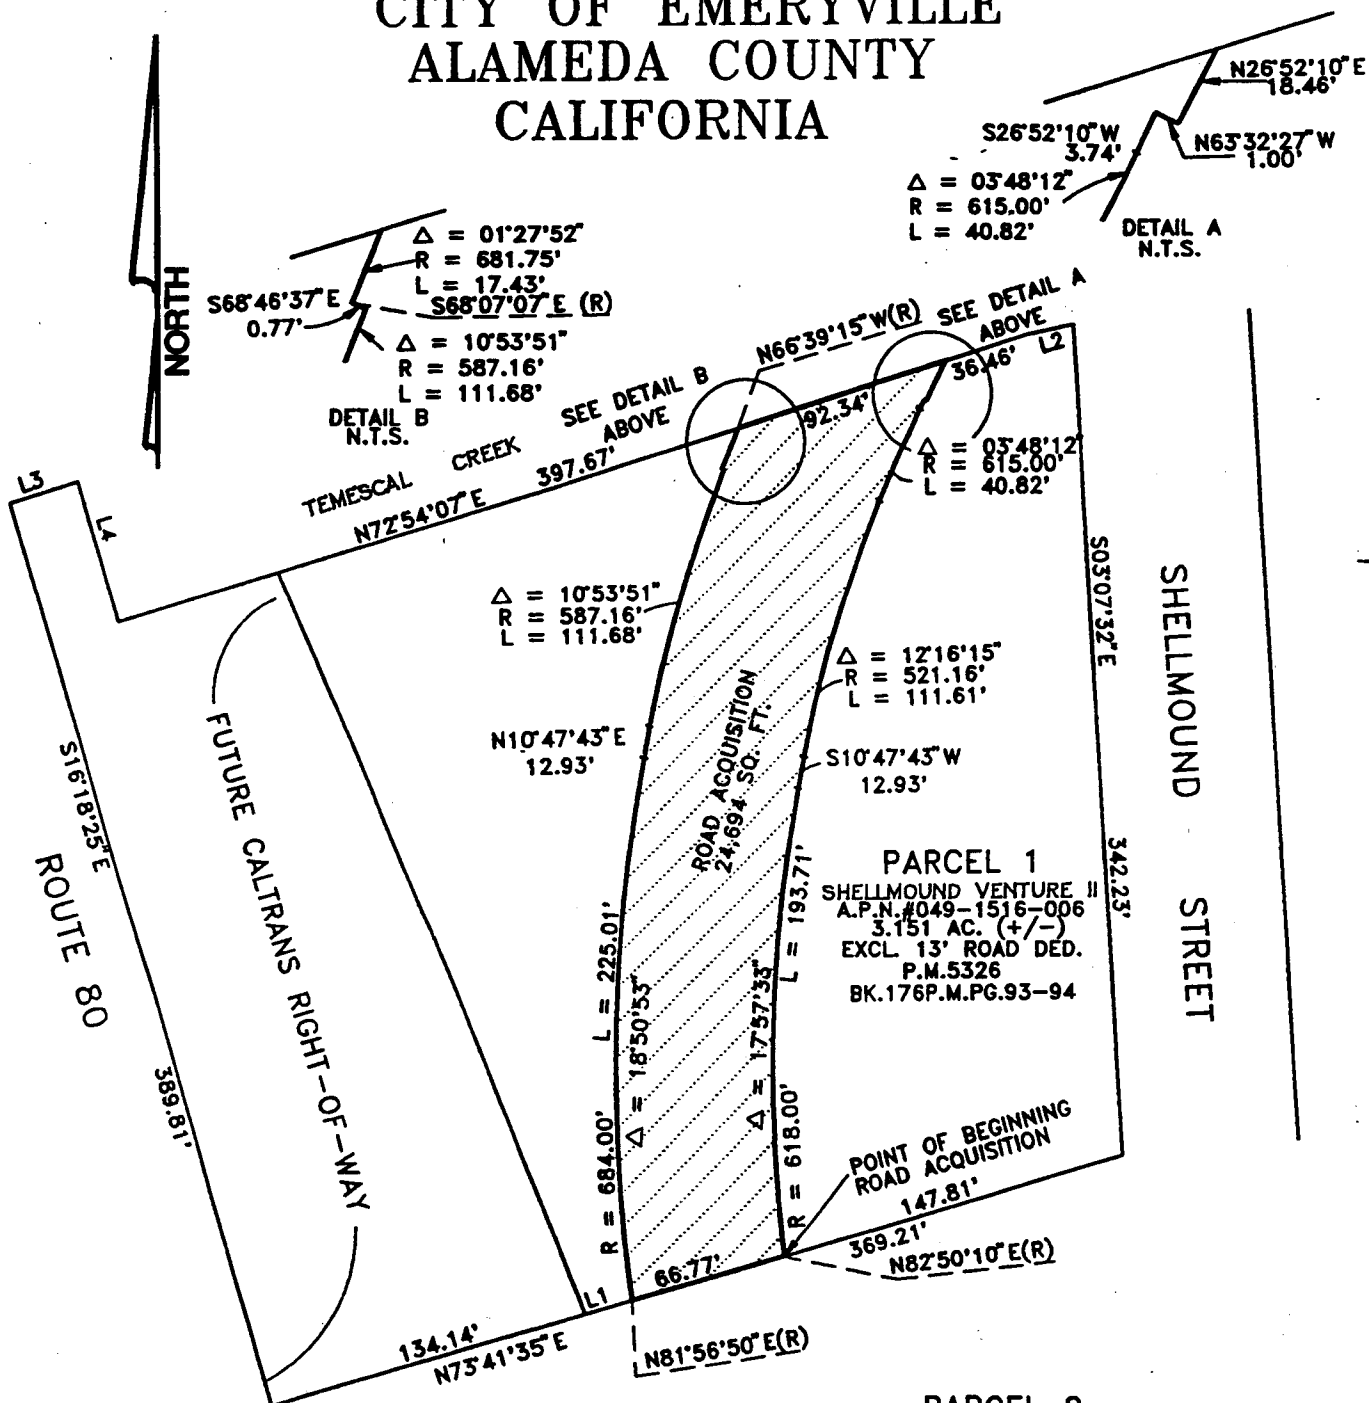 CITY OF EMERYVILLE
ALAMEDA COUNTY
CALIFORNIA
NORTH
N26°52'10"E
18.46'
S26°52'10"W
3.74'
N63°32'27"W
1.00'
Δ = 03°48'12"
R = 615.00'
L = 40.82'
DETAIL A
N.T.S.
Δ = 01°27'52"
R = 681.75'
L = 17.43'
S68°46'37"E
0.77'
S68°07'07"E (R)
Δ = 10°53'51"
R = 587.16'
L = 111.68'
DETAIL B
N.T.S.
N66°39'15"W(R)
SEE DETAIL A
ABOVE
36.46'
L2
SEE DETAIL B
ABOVE
92.34'
TEMESCAL CREEK
397.67'
N72°54'07"E
L3
L4
Δ = 03°48'12"
R = 615.00'
L = 40.82'
Δ = 10°53'51"
R = 587.16'
L = 111.68'
Δ = 12°16'15"
R = 521.16'
L = 111.61'
S03°07'32"E
342.23'
SHELLMOUND STREET
N10°47'43"E
12.93'
S10°47'43"W
12.93'
ROAD ACQUISITION
24,694 SQ. FT.
FUTURE CALTRANS RIGHT-OF-WAY
S16°18'25"E
389.81'
ROUTE 80
PARCEL 1
SHELLMOUND VENTURE II
A.P.N.#049-1516-006
3.151 AC. (+/-)
EXCL. 13' ROAD DED.
P.M.5326
BK.176P.M.PG.93-94
R = 684.00' L = 225.01'
Δ = 18°50'53"
Δ = 17°57'33"
R = 618.00' L = 193.71'
POINT OF BEGINNING
ROAD ACQUISITION
147.81'
369.21'
N82°50'10"E(R)
66.77'
L1
134.14'
N73°41'35"E
N81°56'50"E(R)
PARCEL 2